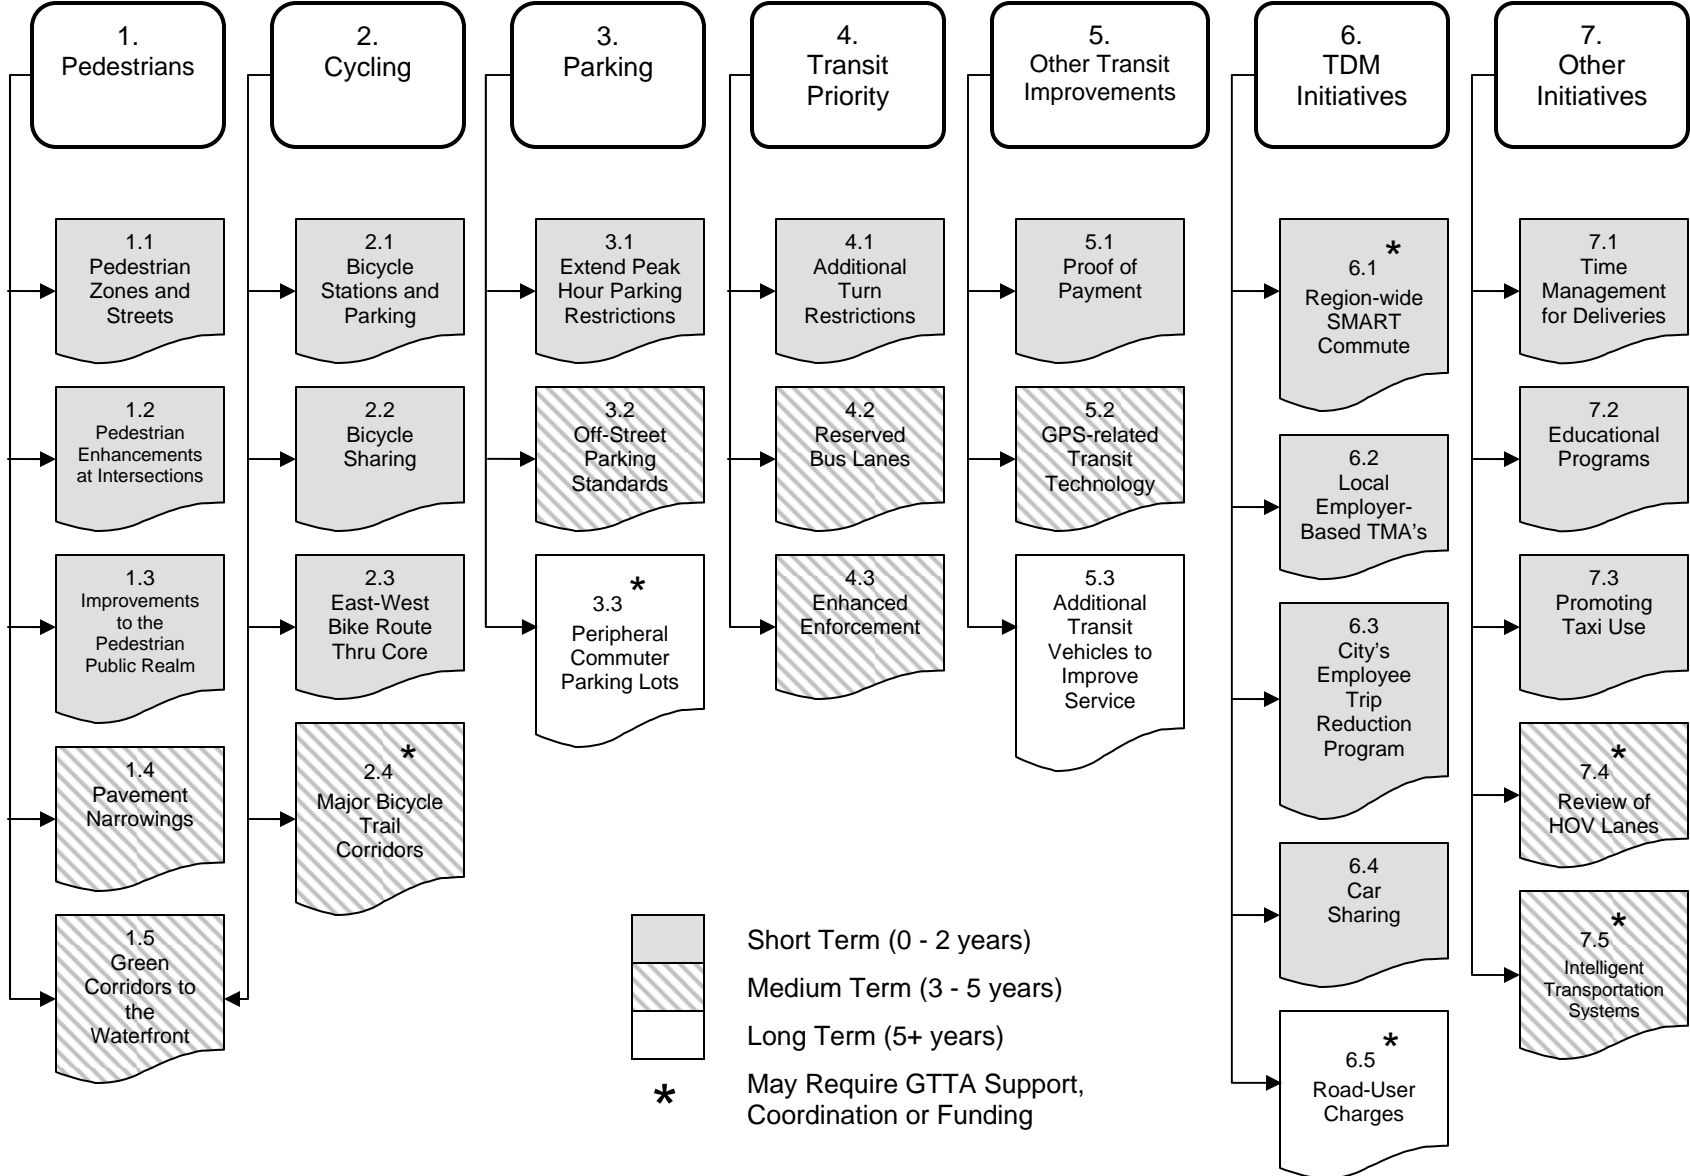 1.
Pedestrians
2.
Cycling
3.
Parking
4.
Transit
Priority
5.
Other Transit
Improvements
6.
TDM
Initiatives
7.
Other
Initiatives
1.1
Pedestrian
Zones and
Streets
1.2
Pedestrian
Enhancements
at Intersections
1.3
Improvements
to the
Pedestrian
Public Realm
1.4
Pavement
Narrowings
1.5
Green
Corridors to
the
Waterfront
2.1
Bicycle
Stations and
Parking
2.2
Bicycle
Sharing
2.3
East-West
Bike Route
Thru Core
*
2.4
Major Bicycle
Trail
Corridors
3.1
Extend Peak
Hour Parking
Restrictions
3.2
Off-Street
Parking
Standards
*
3.3
Peripheral
Commuter
Parking Lots
4.1
Additional
Turn
Restrictions
4.2
Reserved
Bus Lanes
4.3
Enhanced
Enforcement
5.1
Proof of
Payment
5.2
GPS-related
Transit
Technology
5.3
Additional
Transit
Vehicles to
Improve
Service
*
6.1
Region-wide
SMART
Commute
6.2
Local
Employer-
Based TMA's
6.3
City's
Employee
Trip
Reduction
Program
6.4
Car
Sharing
*
6.5
Road-User
Charges
7.1
Time
Management
for Deliveries
7.2
Educational
Programs
7.3
Promoting
Taxi Use
*
7.4
Review of
HOV Lanes
*
7.5
Intelligent
Transportation
Systems
Short Term (0 - 2 years)
Medium Term (3 - 5 years)
Long Term (5+ years)
* May Require GTTA Support,
Coordination or Funding